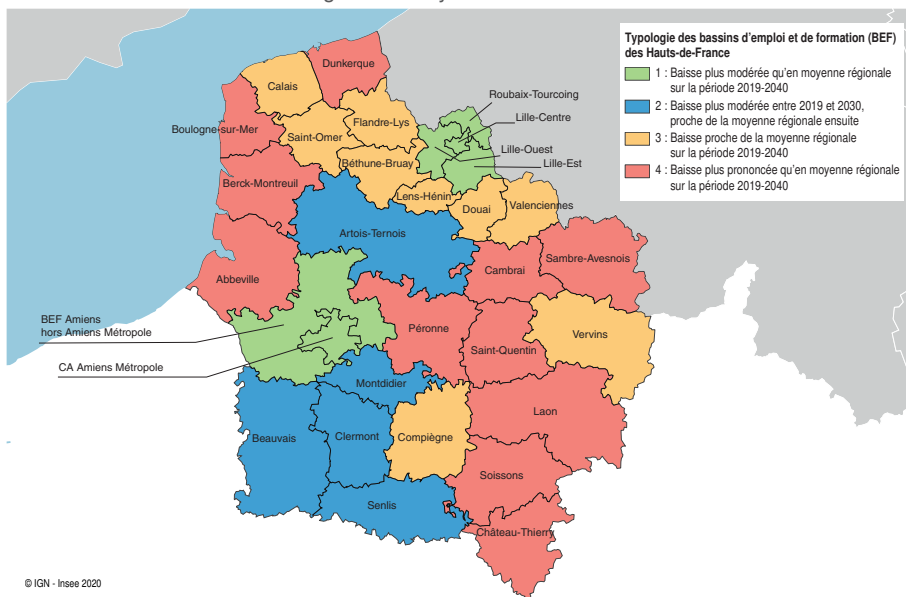 Typologie des bassins d'emploi et de formation (BEF)
des Hauts-de-France
1 : Baisse plus modérée qu'en moyenne régionale
sur la période 2019-2040
2 : Baisse plus modérée entre 2019 et 2030,
proche de la moyenne régionale ensuite
3 : Baisse proche de la moyenne régionale
sur la période 2019-2040
4 : Baisse plus prononcée qu'en moyenne régionale
sur la période 2019-2040
Dunkerque
Calais
Roubaix-Tourcoing
Lille-Centre
Boulogne-sur-Mer
Flandre-Lys
Saint-Omer
Lille-Ouest
Béthune-Bruay
Lille-Est
Berck-Montreuil
Lens-Hénin
Douai
Valenciennes
Artois-Ternois
Sambre-Avesnois
Cambrai
Abbeville
BEF Amiens
hors Amiens Métropole
Péronne
Vervins
Saint-Quentin
CA Amiens Métropole
Montdidier
Laon
Beauvais
Clermont
Compiègne
Soissons
Senlis
Château-Thierry
© IGN - Insee 2020